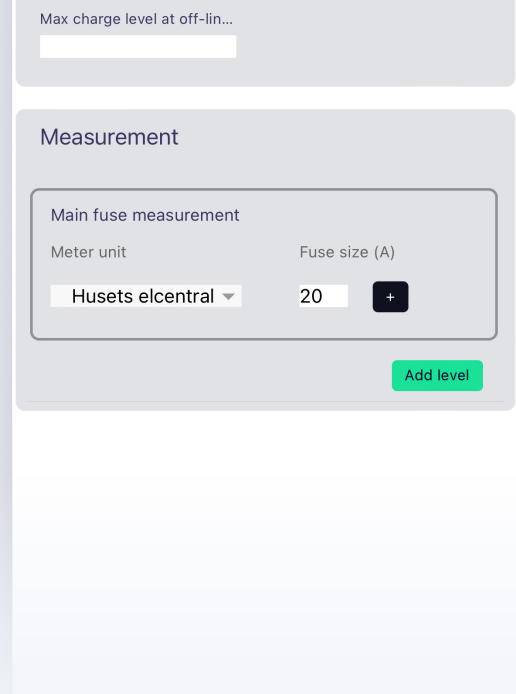 Max charge level at off-lin...
Measurement
Main fuse measurement
Meter unit
Fuse size (A)
Husets elcentral
20
+
Add level